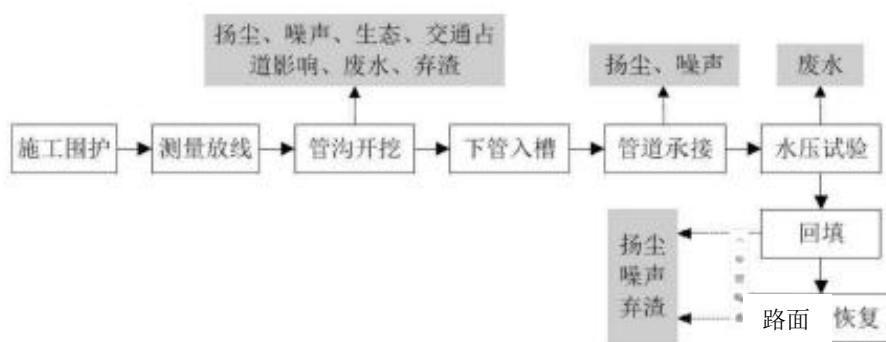 扬尘、噪声、生态、交通占
道影响、废水、弃渣
扬尘、噪声
废水
施工围护
测量放线
管沟开挖
下管入槽
管道承接
水压试验
扬尘
噪声
弃渣
回填
路面 恢复